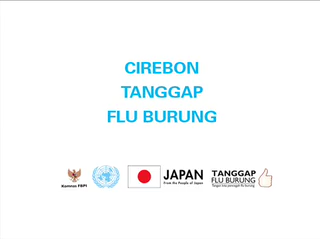 CIREBON
TANGGAP
FLU BURUNG
Komnas FBPI
JAPAN
From the People of Japan
TANGGAP
FLU BURUNG